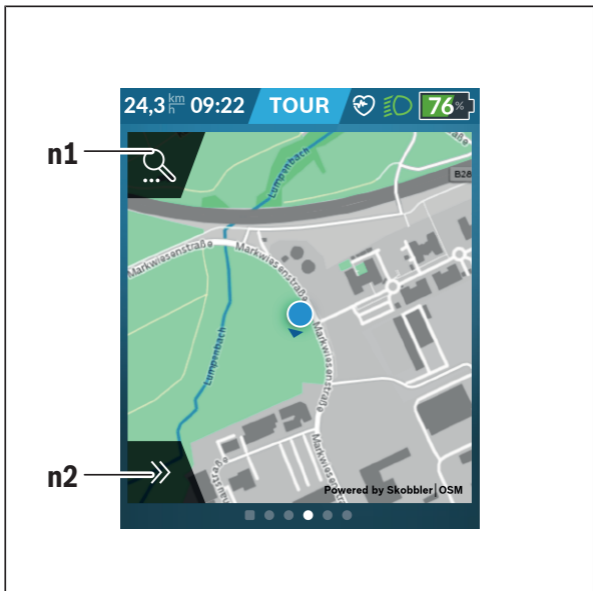 24,3 km/h 09:22 TOUR 76%
n1
Lumpenbach
B28
Markwiesenstraße
Markwiesenstraße
Markwiesenstraße
Lumpenbach
Markwiesenstraße
n2
Powered by Skobbler|OSM